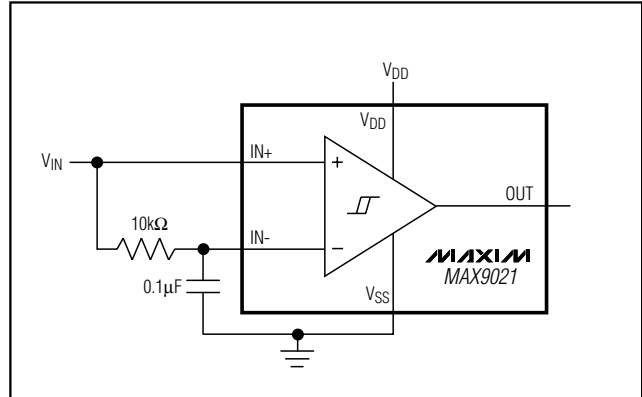 VDD
VDD
VIN
IN+
+
OUT
10kΩ
IN-
−
MAXIM
MAX9021
0.1μF
VSS